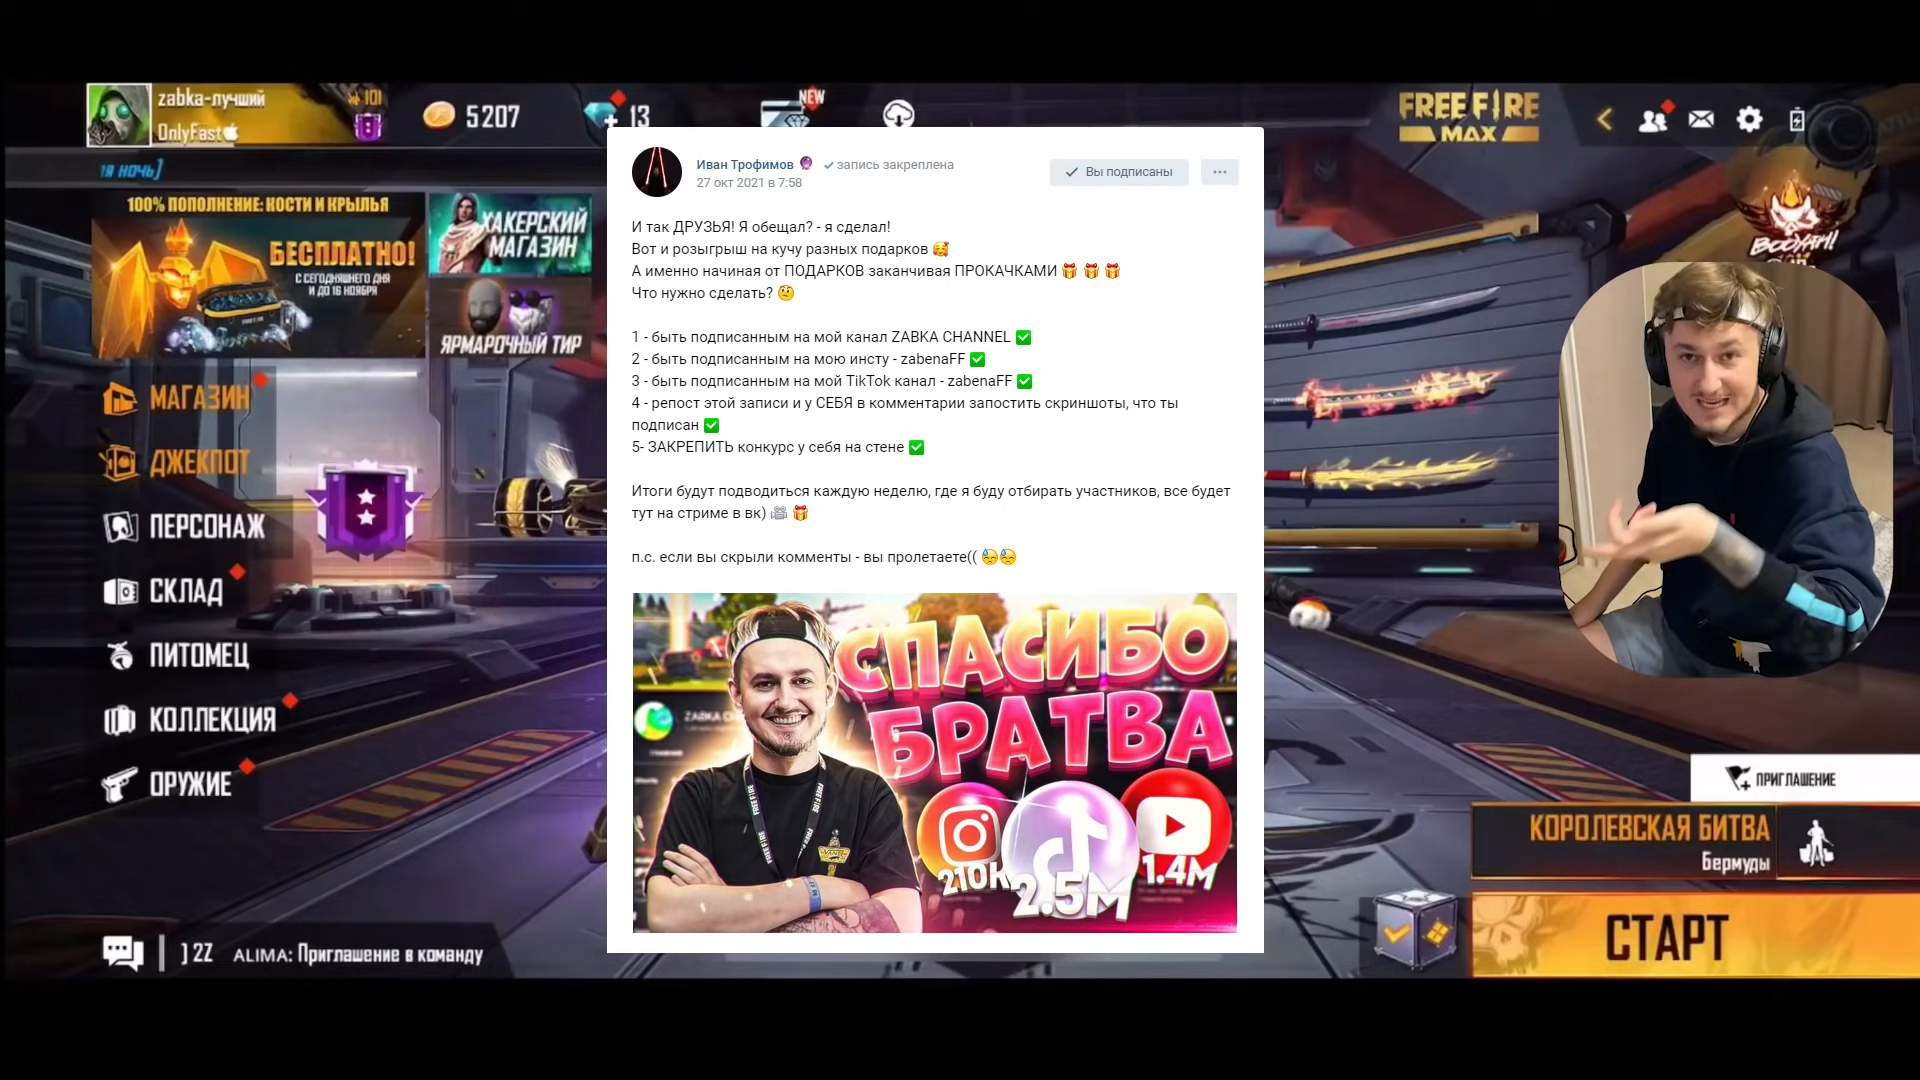 zabka-лучший
101
OnlyFast
5207
13
NEW
FREE FIRE
MAX
я ночь]
100% ПОПОЛНЕНИЕ: КОСТИ И КРЫЛЬЯ
БЕСПЛАТНО!
С СЕГОДНЯШНЕГО ДНЯ
И ДО 16 НОЯБРЯ
ХАКЕРСКИЙ
МАГАЗИН
ЯРМАРОЧНЫЙ ТИР
МАГАЗИН
ДЖЕКПОТ
ПЕРСОНАЖ
СКЛАД
ПИТОМЕЦ
КОЛЛЕКЦИЯ
ОРУЖИЕ
] 2Z
ALIMA: Приглашение в команду
Иван Трофимов
запись закреплена
27 окт 2021 в 7:58
Вы подписаны
И так ДРУЗЬЯ! Я обещал? - я сделал!
Вот и розыгрыш на кучу разных подарков 🥰
А именно начиная от ПОДАРКОВ заканчивая ПРОКАЧКАМИ 🎁 🎁 🎁
Что нужно сделать? 🤨
1 - быть подписанным на мой канал ZABKA CHANNEL ✅
2 - быть подписанным на мою инсту - zabenaFF ✅
3 - быть подписанным на мой TikTok канал - zabenaFF ✅
4 - репост этой записи и у СЕБЯ в комментарии запостить скриншоты, что ты
подписан ✅
5- ЗАКРЕПИТЬ конкурс у себя на стене ✅
Итоги будут подводиться каждую неделю, где я буду отбирать участников, все будет
тут на стриме в вк) 🎥 🎁
п.с. если вы скрыли комменты - вы пролетаете(( 😓😓
СПАСИБО
БРАТВА
210K
2.5M
1.4M
FREE FIRE
FREE FIRE
BOOYAH!
ПРИГЛАШЕНИЕ
КОРОЛЕВСКАЯ БИТВА
Бермуды
СТАРТ